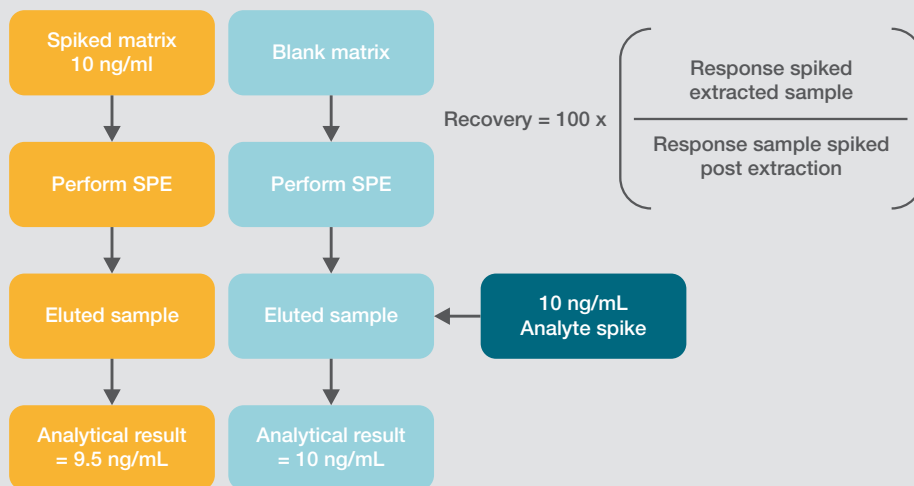 Spiked matrix
10 ng/ml
Blank matrix
Recovery = 100 x
Response spiked
extracted sample
Response sample spiked
post extraction
Perform SPE
Perform SPE
Eluted sample
Eluted sample
10 ng/mL
Analyte spike
Analytical result
= 9.5 ng/mL
Analytical result
= 10 ng/mL